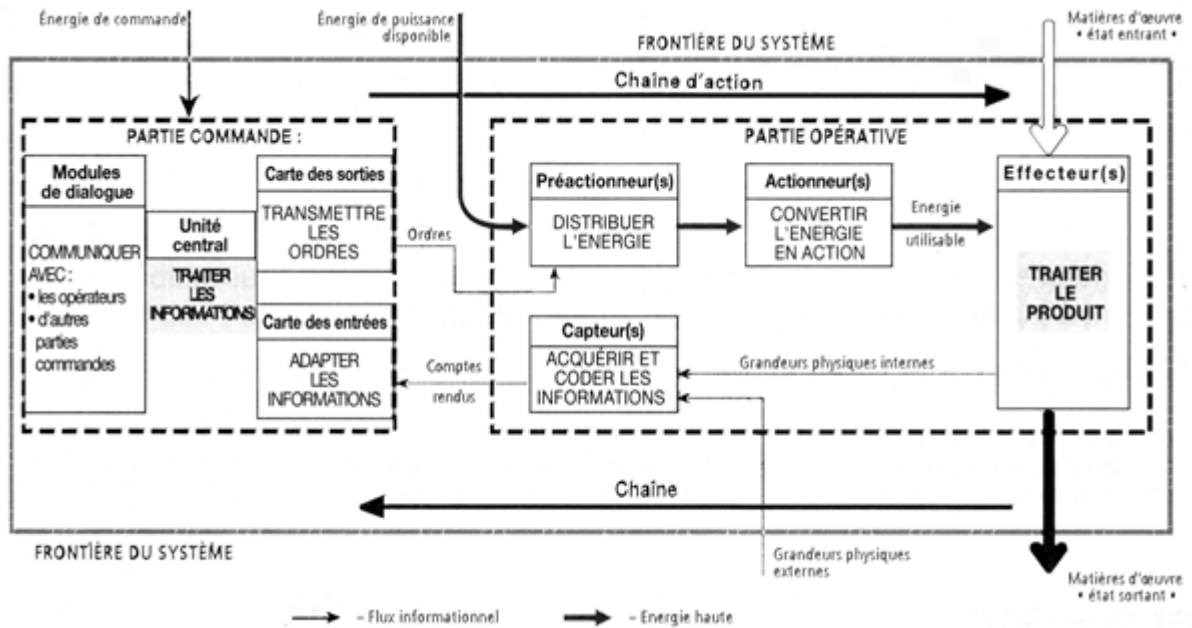 Énergie de commande
Énergie de puissance
disponible
Matières d'œuvre
• état entrant •
FRONTIÈRE DU SYSTÈME
Chaîne d'action
PARTIE COMMANDE :
Modules
de dialogue
COMMUNIQUER
AVEC :
• les opérateurs
• d'autres
parties
commandes
Unité
central
TRAITER
LES
INFORMATIONS
Carte des sorties
TRANSMETTRE
LES
ORDRES
Carte des entrées
ADAPTER
LES
INFORMATIONS
Ordres
Comptes
rendus
PARTIE OPÉRATIVE
Préactionneur(s)
DISTRIBUER
L'ENERGIE
Actionneur(s)
CONVERTIR
L'ENERGIE
EN ACTION
Energie
utilisable
Effecteur(s)
TRAITER
LE
PRODUIT
Capteur(s)
ACQUÉRIR ET
CODER LES
INFORMATIONS
Grandeurs physiques internes
Chaîne
FRONTIÈRE DU SYSTÈME
Grandeurs physiques
externes
Matières d'œuvre
• état sortant •
– Flux informationnel
– Energie haute